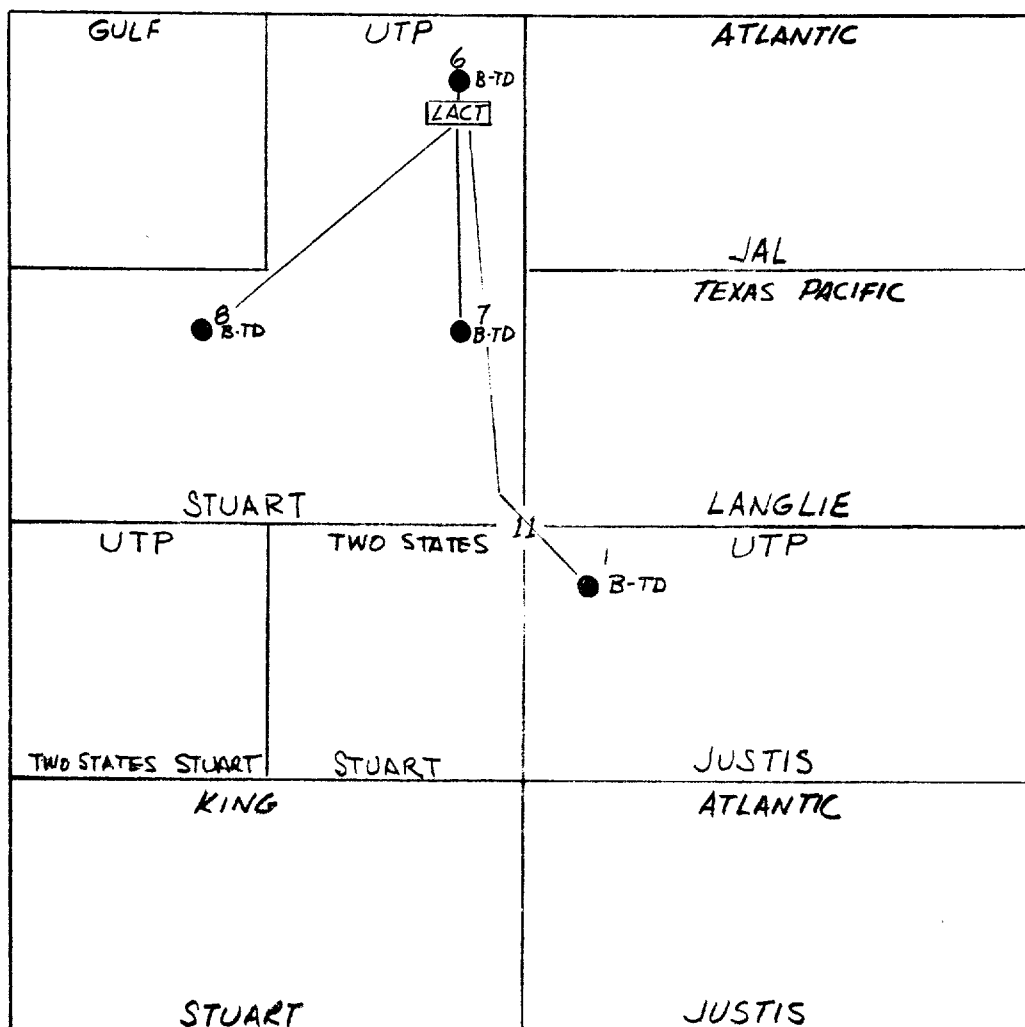 GULF
UTP
ATLANTIC
6
B-TD
LACT
JAL
TEXAS PACIFIC
8
B-TD
7
B-TD
STUART
LANGLIE
11
UTP
TWO STATES
UTP
1
B-TD
TWO STATES STUART
STUART
JUSTIS
KING
ATLANTIC
STUART
JUSTIS